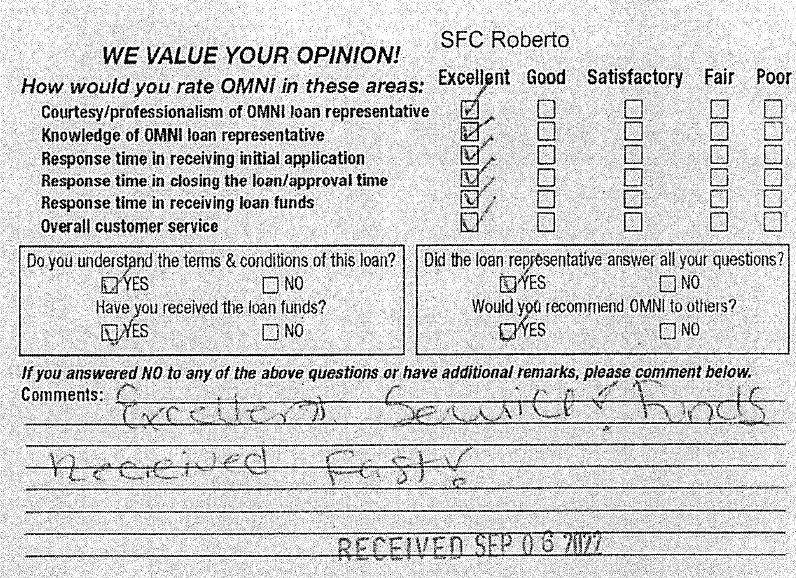 SFC Roberto
WE VALUE YOUR OPINION!
How would you rate OMNI in these areas: Excellent Good Satisfactory Fair Poor
Courtesy/professionalism of OMNI loan representative
Knowledge of OMNI loan representative
Response time in receiving initial application
Response time in closing the loan/approval time
Response time in receiving loan funds
Overall customer service
Do you understand the terms & conditions of this loan?
YES NO
Have you received the loan funds?
YES NO
Did the loan representative answer all your questions?
YES NO
Would you recommend OMNI to others?
YES NO
If you answered NO to any of the above questions or have additional remarks, please comment below.
Comments: Excellent Service! Funds
Received Fast!
RECEIVED SEP 06 2022